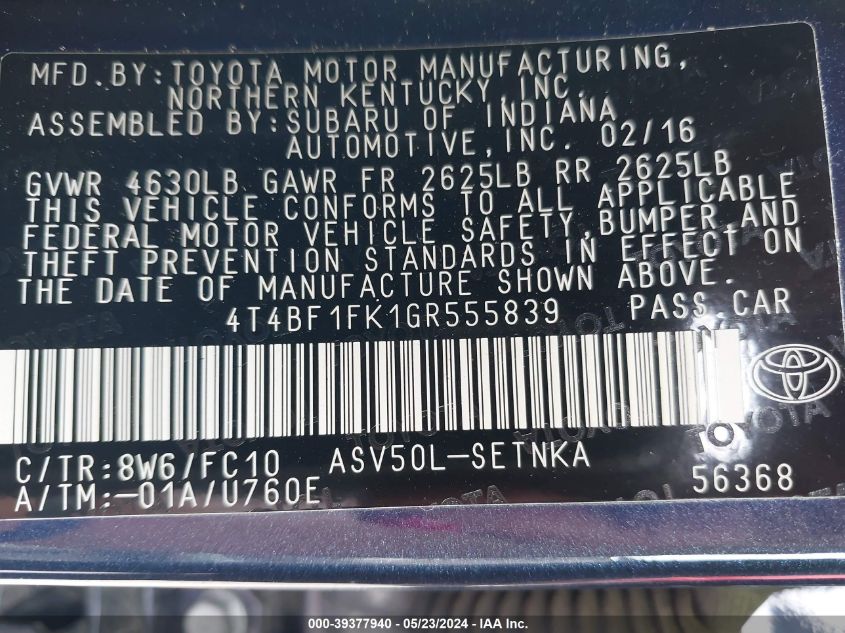 MFD.BY:TOYOTA MOTOR MANUFACTURING,
NORTHERN KENTUCKY,INC.
ASSEMBLED BY:SUBARU OF INDIANA
AUTOMOTIVE,INC. 02/16
GVWR 4630LB GAWR FR 2625LB RR 2625LB
THIS VEHICLE CONFORMS TO ALL APPLICABLE
FEDERAL MOTOR VEHICLE SAFETY,BUMPER AND
THEFT PREVENTION STANDARDS IN EFFECT ON
THE DATE OF MANUFACTURE SHOWN ABOVE.
4T4BF1FK1GR555839 PASS.CAR
C/TR:8W6/FC10 ASV50L-SETNKA
A/TM:-01A/U760E 56368
000-39377940 - 05/23/2024 - IAA Inc.